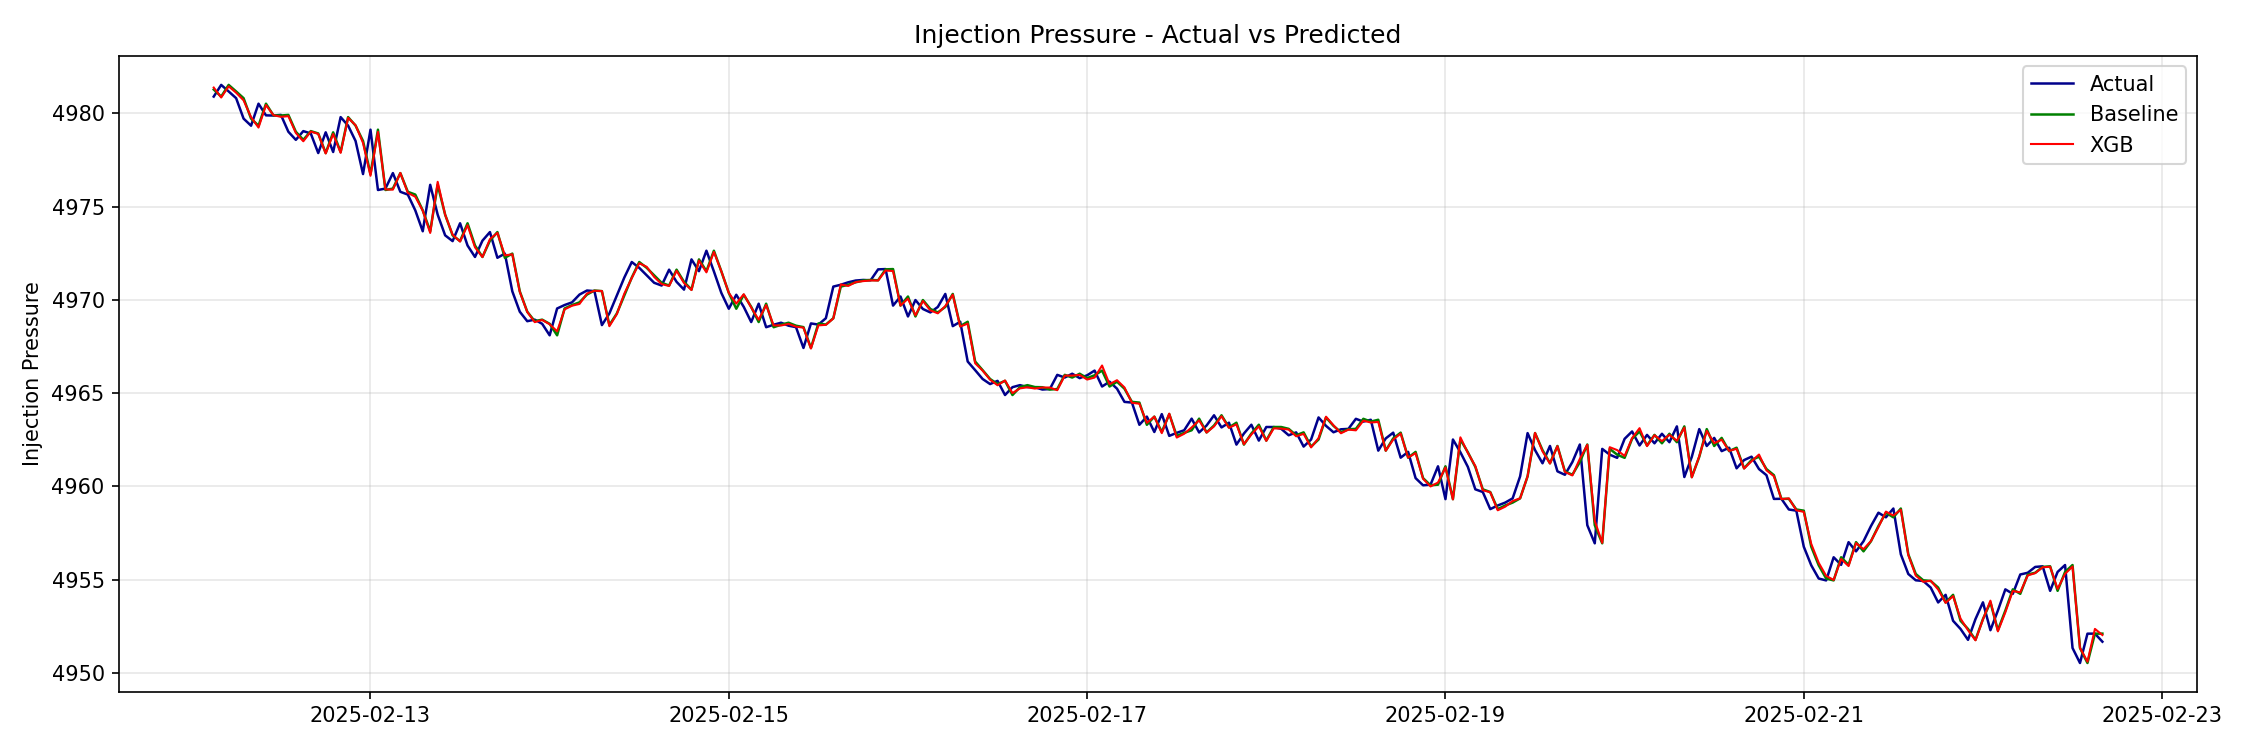 Injection Pressure - Actual vs Predicted
Actual
Baseline
XGB
Injection Pressure
4980
4975
4970
4965
4960
4955
4950
2025-02-13
2025-02-15
2025-02-17
2025-02-19
2025-02-21
2025-02-23